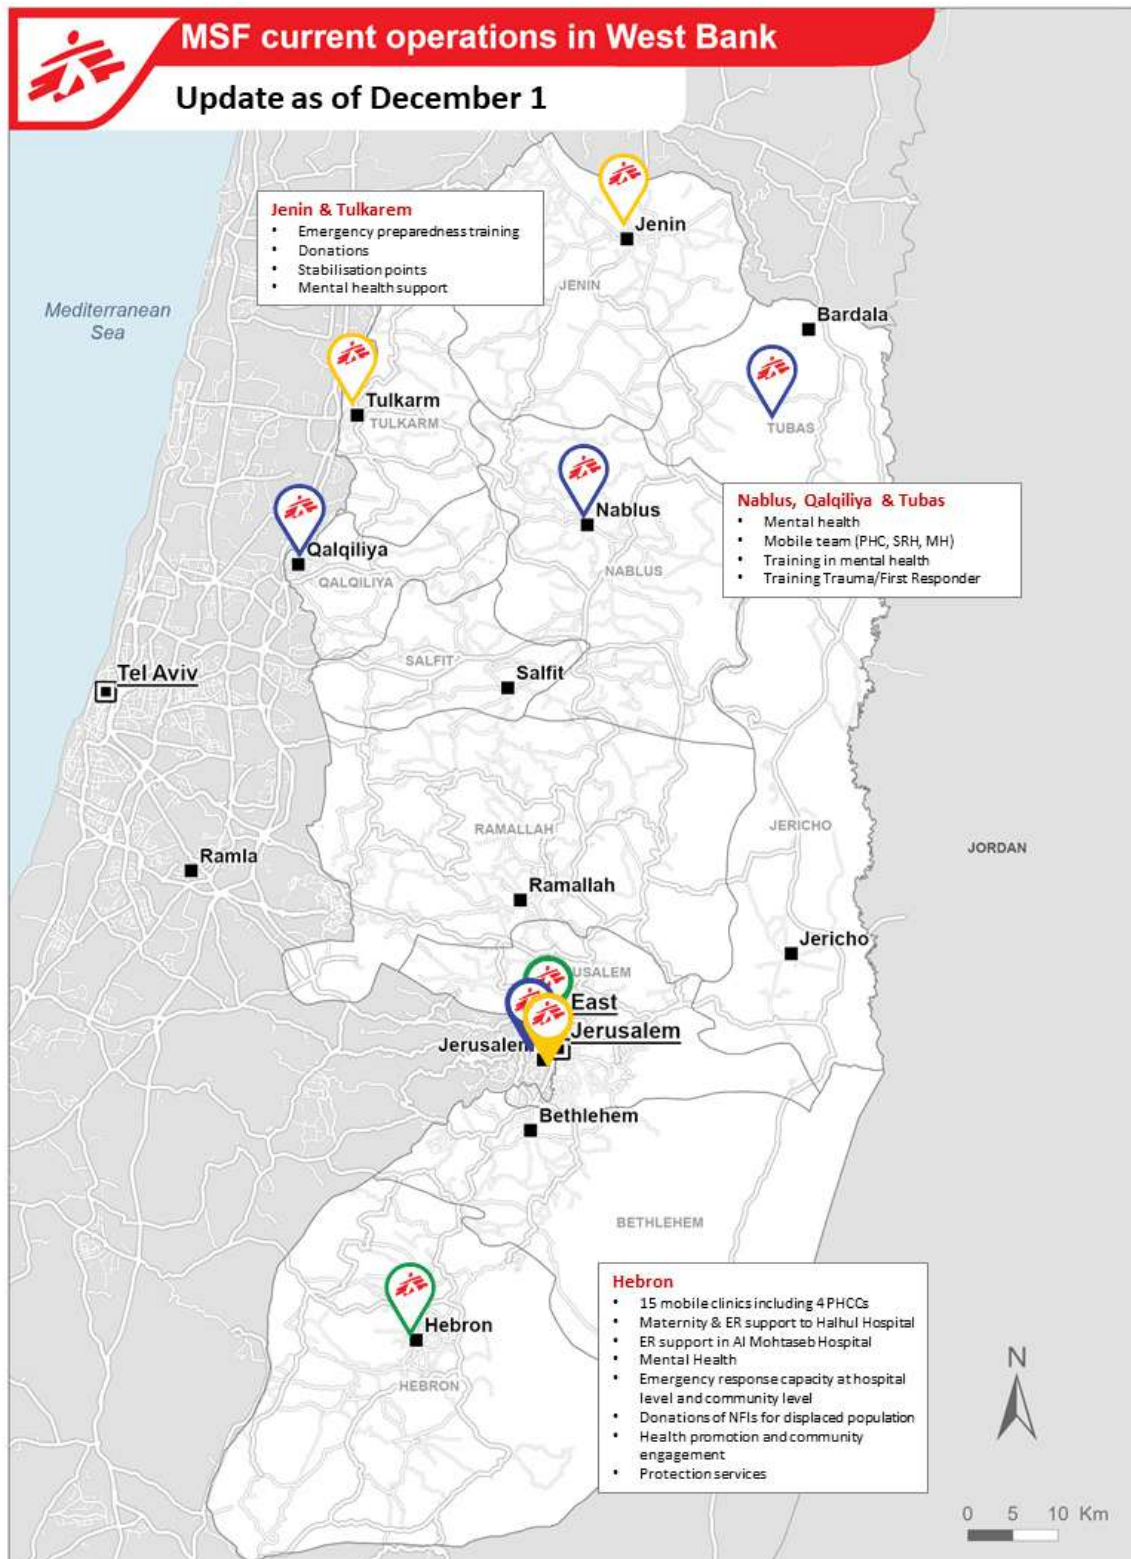 MSF current operations in West Bank
Update as of December 1
Jenin & Tulkarem
• Emergency preparedness training
• Donations
• Stabilisation points
• Mental health support
Jenin
JENIN
Mediterranean
Sea
Bardala
Tulkarm
TULKARM
TUBAS
Nablus, Qalqiliya & Tubas
• Mental health
• Mobile team (PHC, SRH, MH)
• Training in mental health
• Training Trauma/First Responder
Nablus
NABLUS
Qalqiliya
QALQILIYA
SALFIT
Salfit
Tel Aviv
RAMALLAH
JERICHO
JORDAN
Ramla
Ramallah
Jericho
USALEM
East
Jerusalem
Jerusalem
Bethlehem
BETHLEHEM
Hebron
• 15 mobile clinics including 4 PHCCs
• Maternity & ER support to Halhul Hospital
• ER support in Al Mohtaseb Hospital
• Mental Health
• Emergency response capacity at hospital
level and community level
• Donations of NFIs for displaced population
• Health promotion and community
engagement
• Protection services
Hebron
HEBRON
N
0 5 10 Km